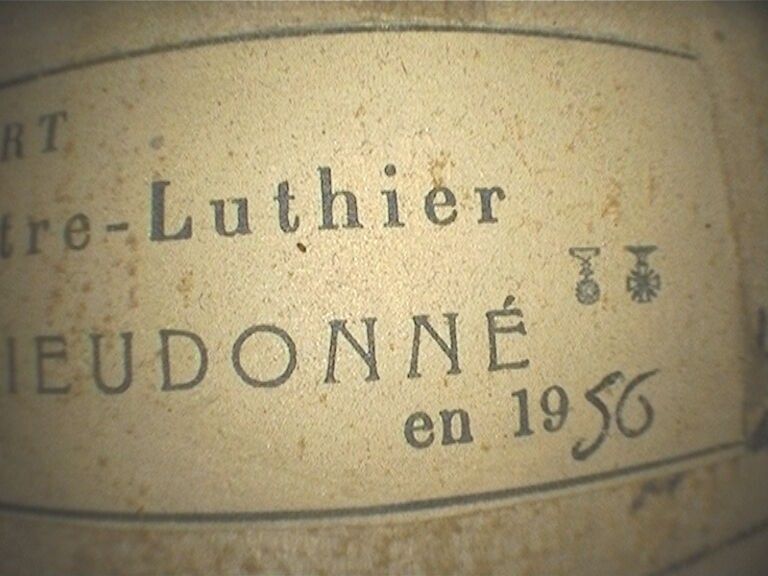 RT
tre-Luthier
IEUDONNÉ
en 1956